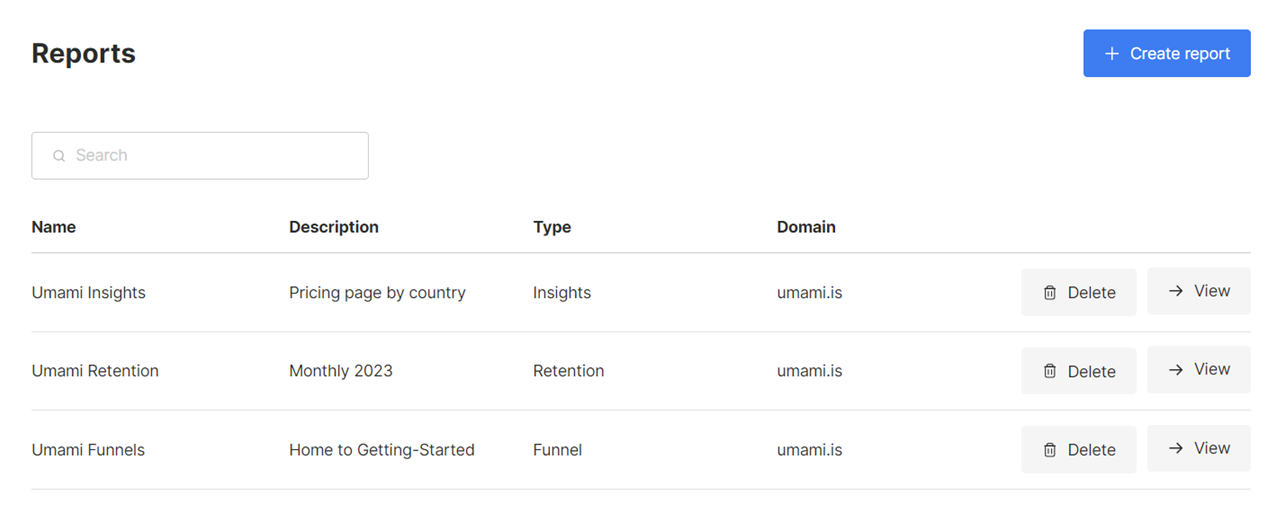 Reports
Create report
Search
Name Description Type Domain
Umami Insights Pricing page by country Insights umami.is Delete View
Umami Retention Monthly 2023 Retention umami.is Delete View
Umami Funnels Home to Getting-Started Funnel umami.is Delete View